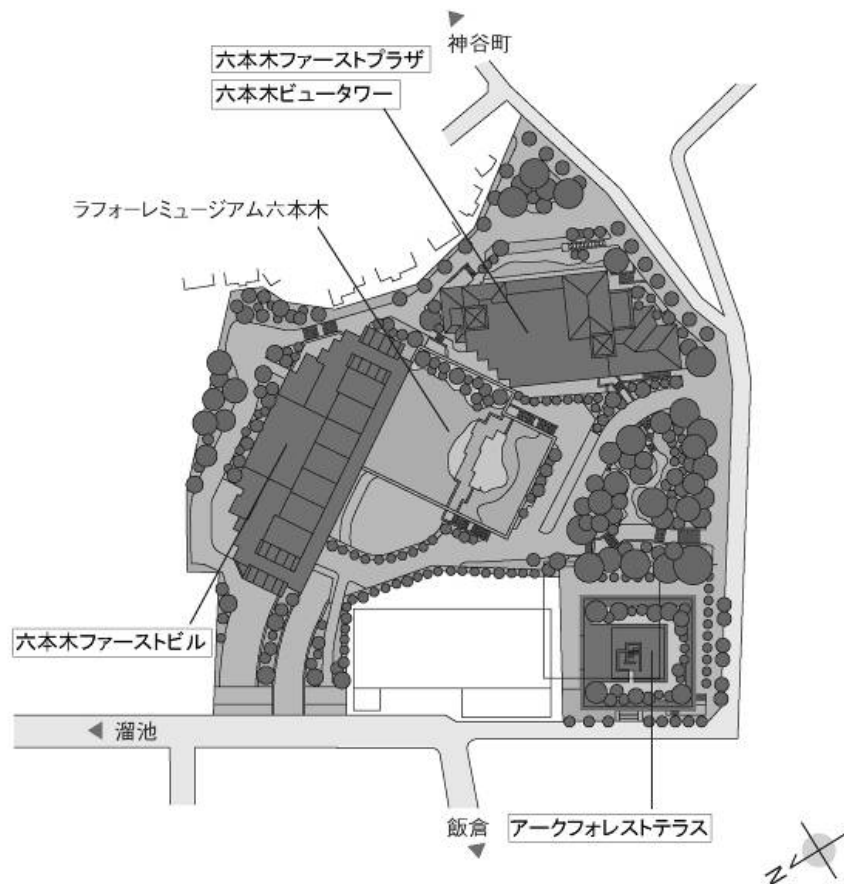 神谷町
六本木ファーストプラザ
六本木ビュータワー
ラフォーレミュージアム六本木
六本木ファーストビル
溜池
飯倉
アークフォレストテラス
N